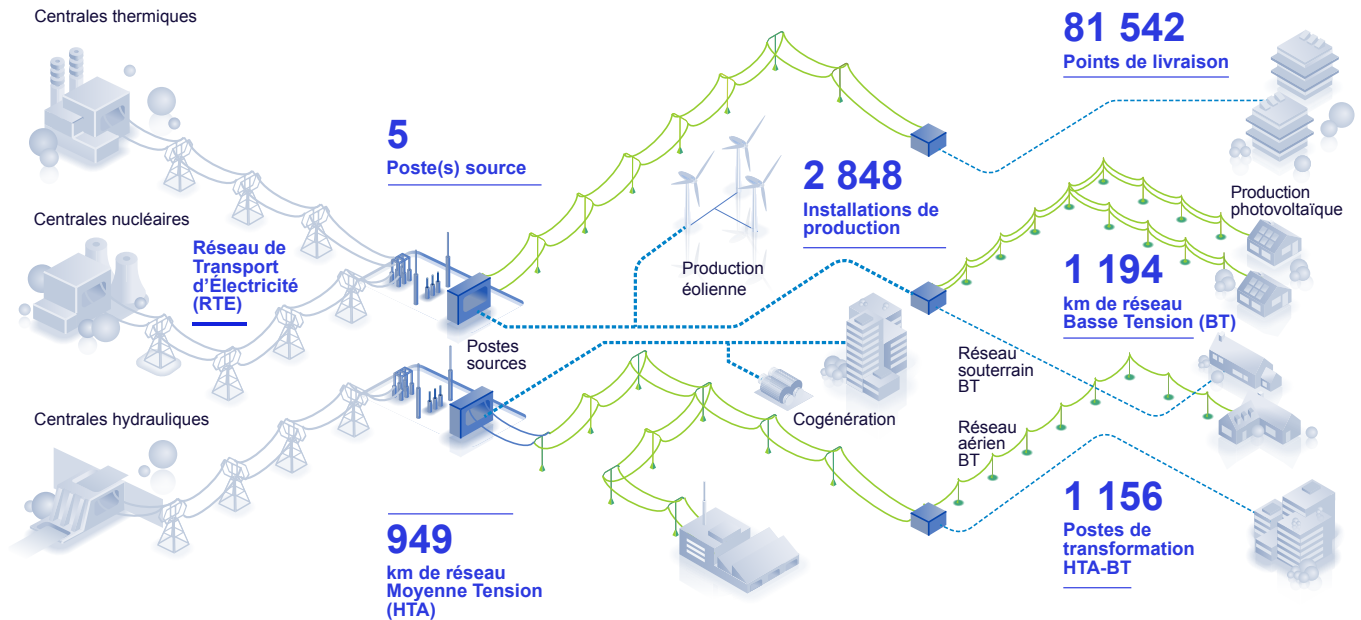 Centrales thermiques
Centrales nucléaires
Réseau de
Transport
d’Électricité
(RTE)
Centrales hydrauliques
5
Poste(s) source
Postes
sources
949
km de réseau
Moyenne Tension
(HTA)
Production
éolienne
2 848
Installations de
production
Cogénération
81 542
Points de livraison
Production
photovoltaïque
1 194
km de réseau
Basse Tension (BT)
Réseau
souterrain
BT
Réseau
aérien
BT
1 156
Postes de
transformation
HTA-BT